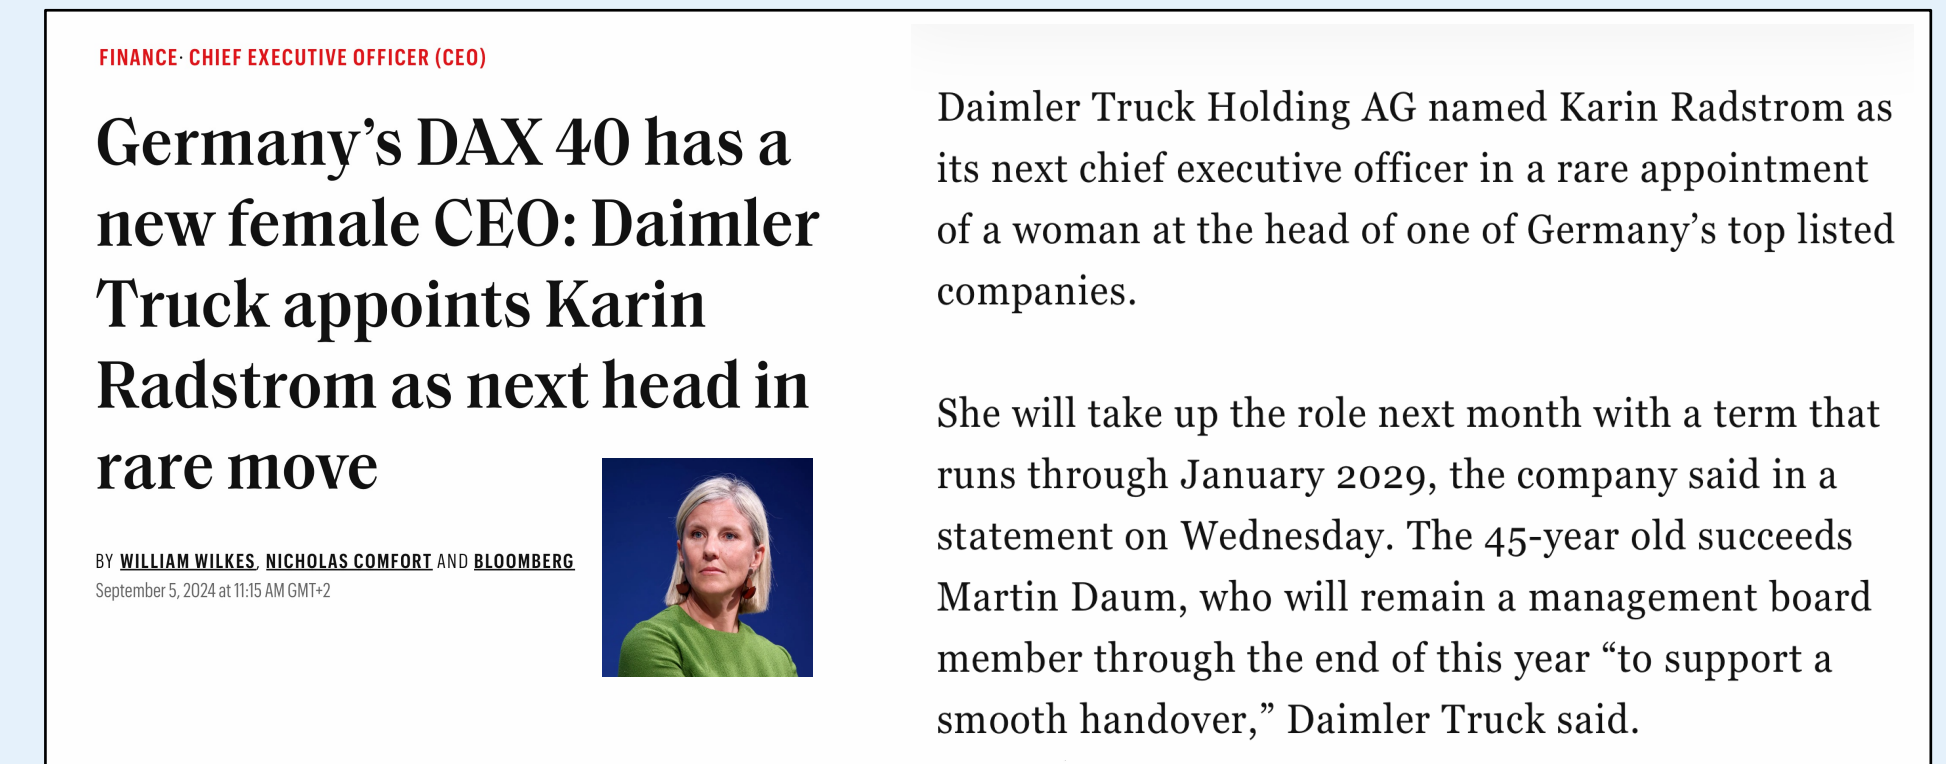 FINANCE· CHIEF EXECUTIVE OFFICER (CEO)
Germany’s DAX 40 has a
new female CEO: Daimler
Truck appoints Karin
Radstrom as next head in
rare move
BY WILLIAM WILKES, NICHOLAS COMFORT AND BLOOMBERG
September 5, 2024 at 11:15 AM GMT+2
Daimler Truck Holding AG named Karin Radstrom as
its next chief executive officer in a rare appointment
of a woman at the head of one of Germany’s top listed
companies.
She will take up the role next month with a term that
runs through January 2029, the company said in a
statement on Wednesday. The 45-year old succeeds
Martin Daum, who will remain a management board
member through the end of this year “to support a
smooth handover,” Daimler Truck said.